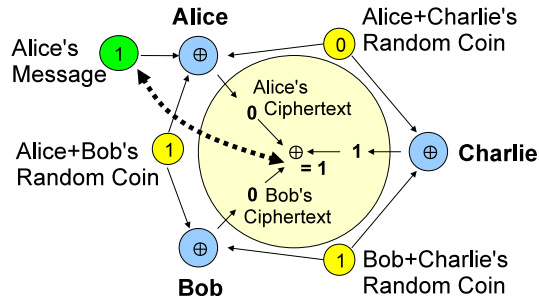 Alice
Alice's
Message
1
⊕
0
Alice+Charlie's
Random Coin
Alice's
Ciphertext
0
Alice+Bob's
Random Coin
1
⊕
= 1
1
⊕
Charlie
0 Bob's
Ciphertext
⊕
Bob
1
Bob+Charlie's
Random Coin